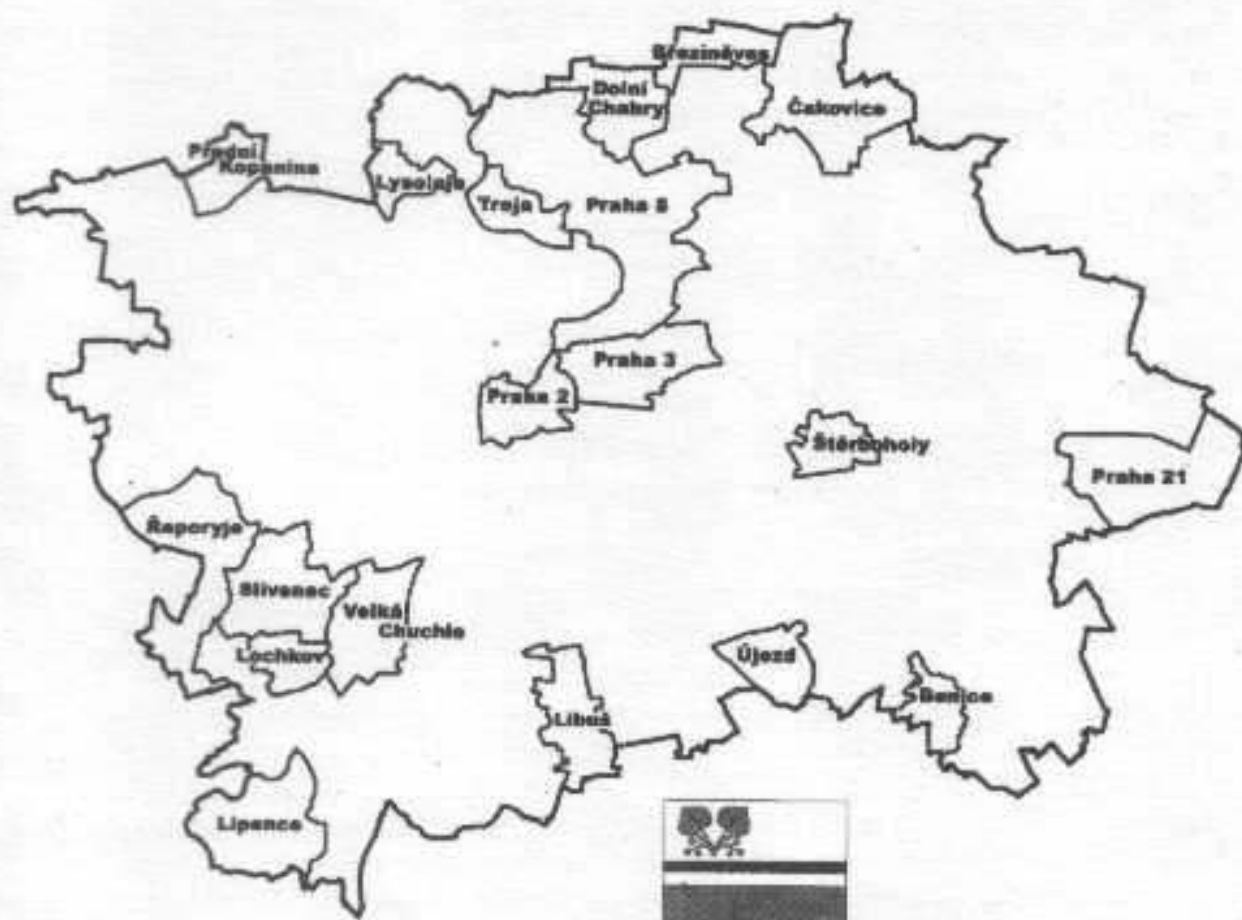 Březiněves
Dolní
Chabry
Čakovice
Přední
Kopanina
Lysolaje
Troja
Praha 8
Praha 3
Praha 2
Štěrboholy
Praha 21
Řeporyje
Slivenec
Velká
Chuchle
Lochkov
Újezd
Libuš
Benice
Lipence